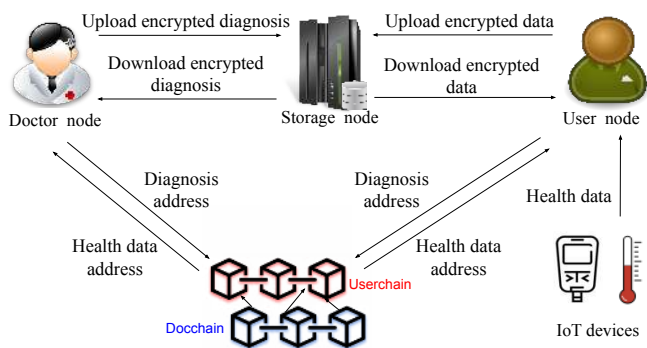 Upload encrypted diagnosis
Upload encrypted data
Download encrypted
diagnosis
Download encrypted
data
Doctor node
Storage node
User node
Diagnosis
address
Diagnosis
address
Health data
Health data
address
Health data
address
Userchain
Docchain
IoT devices